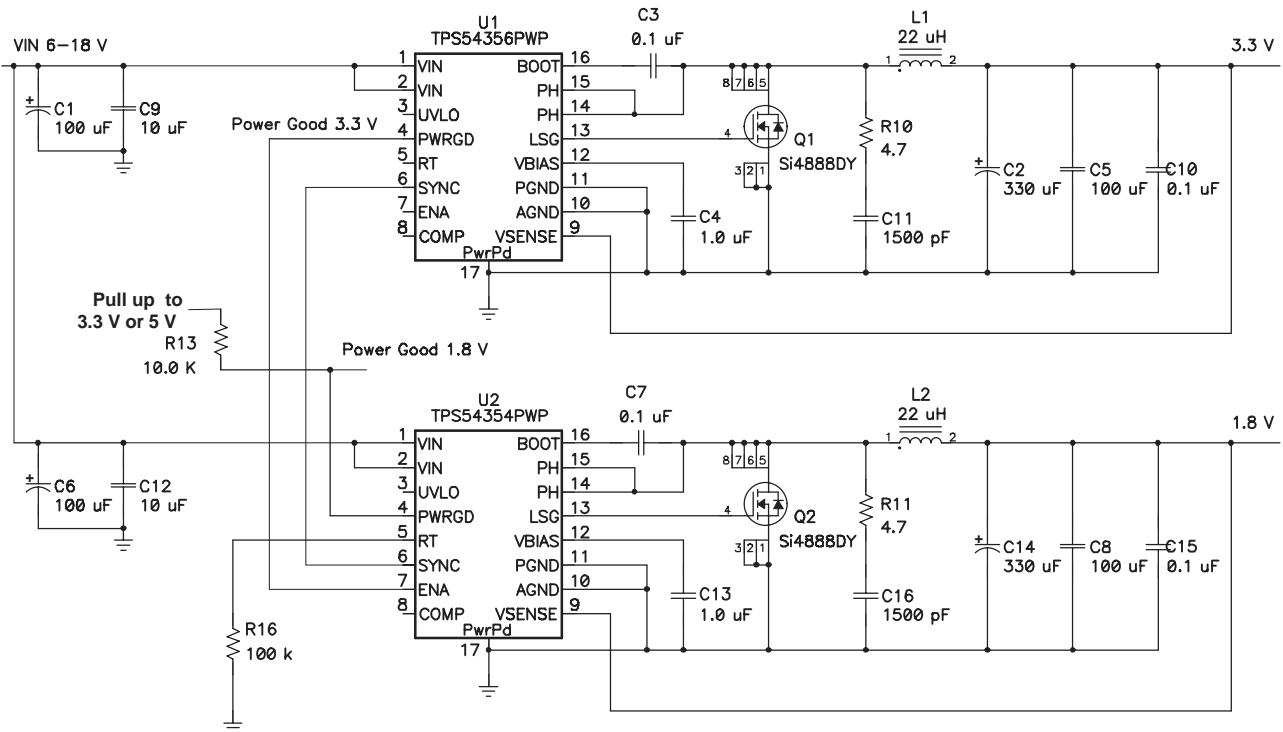 VIN 6-18 V
C1
100 uF
C9
10 uF
Power Good 3.3 V
U1
TPS54356PWP
1 VIN BOOT 16
2 VIN PH 15
3 UVLO PH 14
4 PWRGD LSG 13
5 RT VBIAS 12
6 SYNC PGND 11
7 ENA AGND 10
8 COMP VSENSE 9
PwrPd
17
C3
0.1 uF
C4
1.0 uF
8 7 6 5
4
3 2 1
Q1
Si4888DY
L1
22 uH
1 2
R10
4.7
C11
1500 pF
C2
330 uF
C5
100 uF
C10
0.1 uF
3.3 V
Pull up to
3.3 V or 5 V
R13
10.0 K
Power Good 1.8 V
C6
100 uF
C12
10 uF
R16
100 k
U2
TPS54354PWP
1 VIN BOOT 16
2 VIN PH 15
3 UVLO PH 14
4 PWRGD LSG 13
5 RT VBIAS 12
6 SYNC PGND 11
7 ENA AGND 10
8 COMP VSENSE 9
PwrPd
17
C7
0.1 uF
C13
1.0 uF
8 7 6 5
4
3 2 1
Q2
Si4888DY
L2
22 uH
1 2
R11
4.7
C16
1500 pF
C14
330 uF
C8
100 uF
C15
0.1 uF
1.8 V